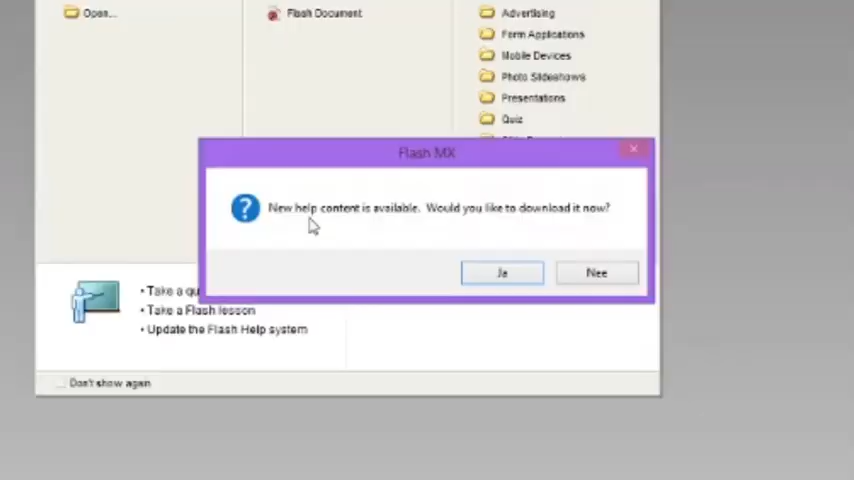 Open...
Flash Document
Advertising
Form Applications
Mobile Devices
Photo Slideshows
Presentations
Quiz
Flash MX
New help content is available. Would you like to download it now?
Ja
Nee
• Take a qu
• Take a Flash lesson
• Update the Flash Help system
Don't show again